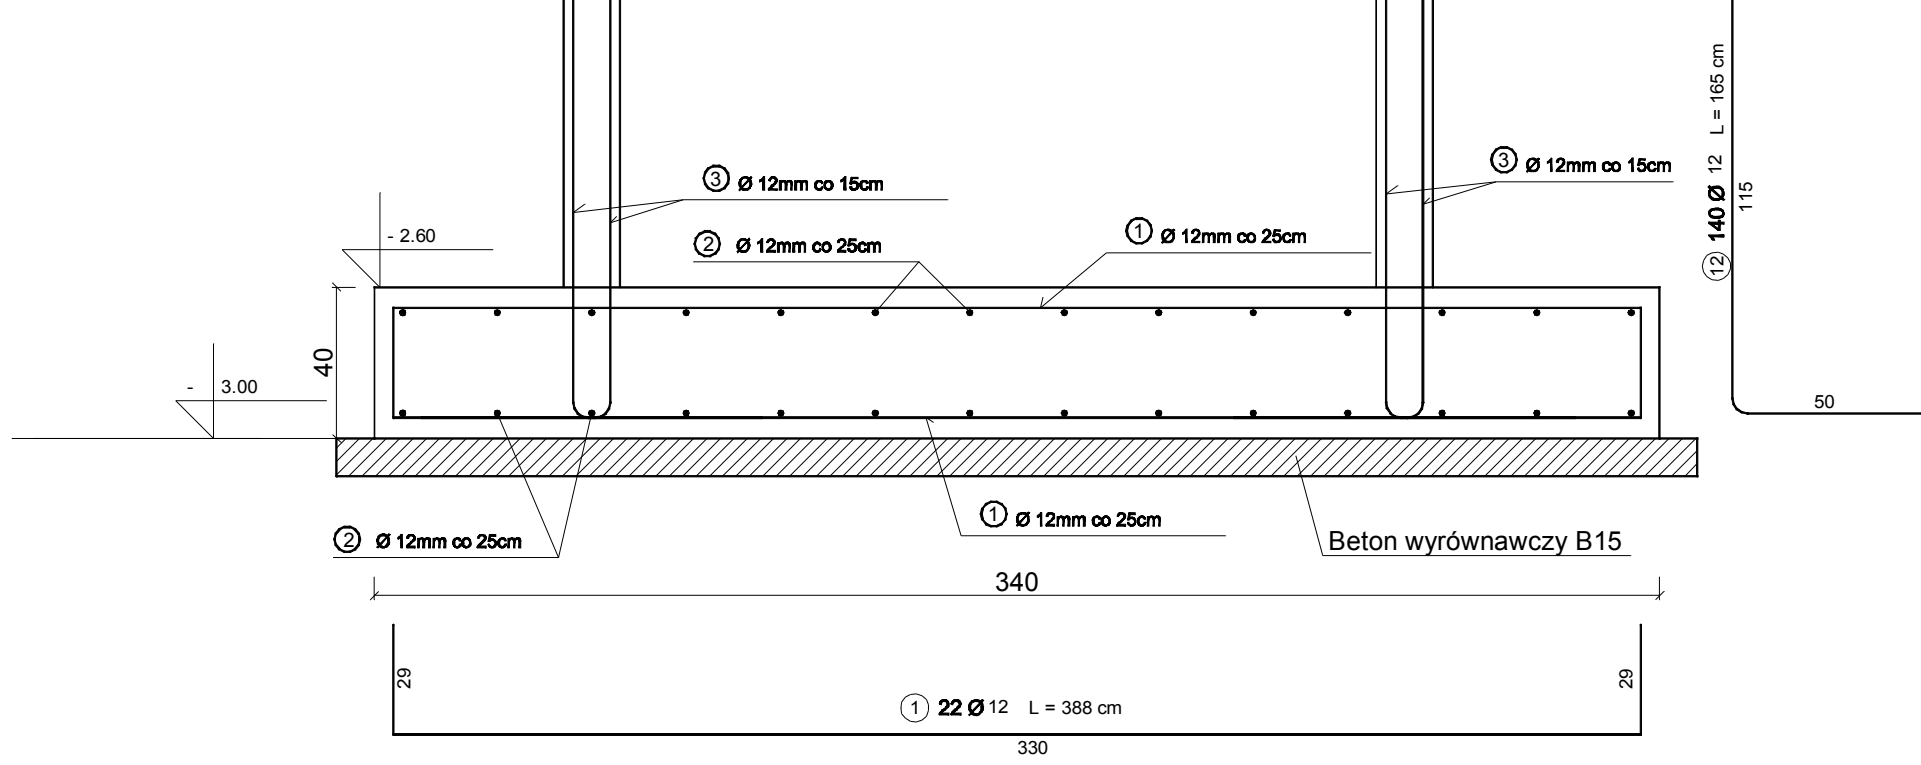 ③ Ø 12mm co 15cm
③ Ø 12mm co 15cm
⑫ 140 Ø 12 L = 165 cm
115
- 2.60
② Ø 12mm co 25cm
① Ø 12mm co 25cm
40
- 3.00
50
① Ø 12mm co 25cm
② Ø 12mm co 25cm
Beton wyrównawczy B15
340
29
29
① 22 Ø 12 L = 388 cm
330